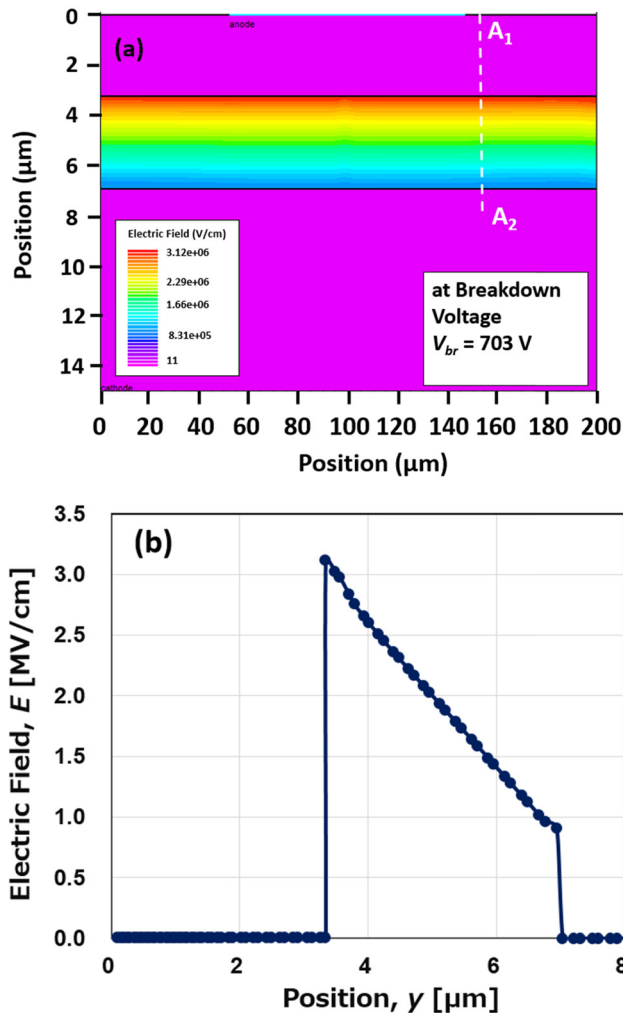 anode
(a)
A1
A2
Position (μm)
0
2
4
6
8
10
12
14
Electric Field (V/cm)
3.12e+06
2.29e+06
1.66e+06
8.31e+05
11
at Breakdown
Voltage
Vbr = 703 V
cathode
0 20 40 60 80 100 120 140 160 180 200
Position (μm)
(b)
Electric Field, E [MV/cm]
3.5
3.0
2.5
2.0
1.5
1.0
0.5
0.0
0 2 4 6 8
Position, y [μm]